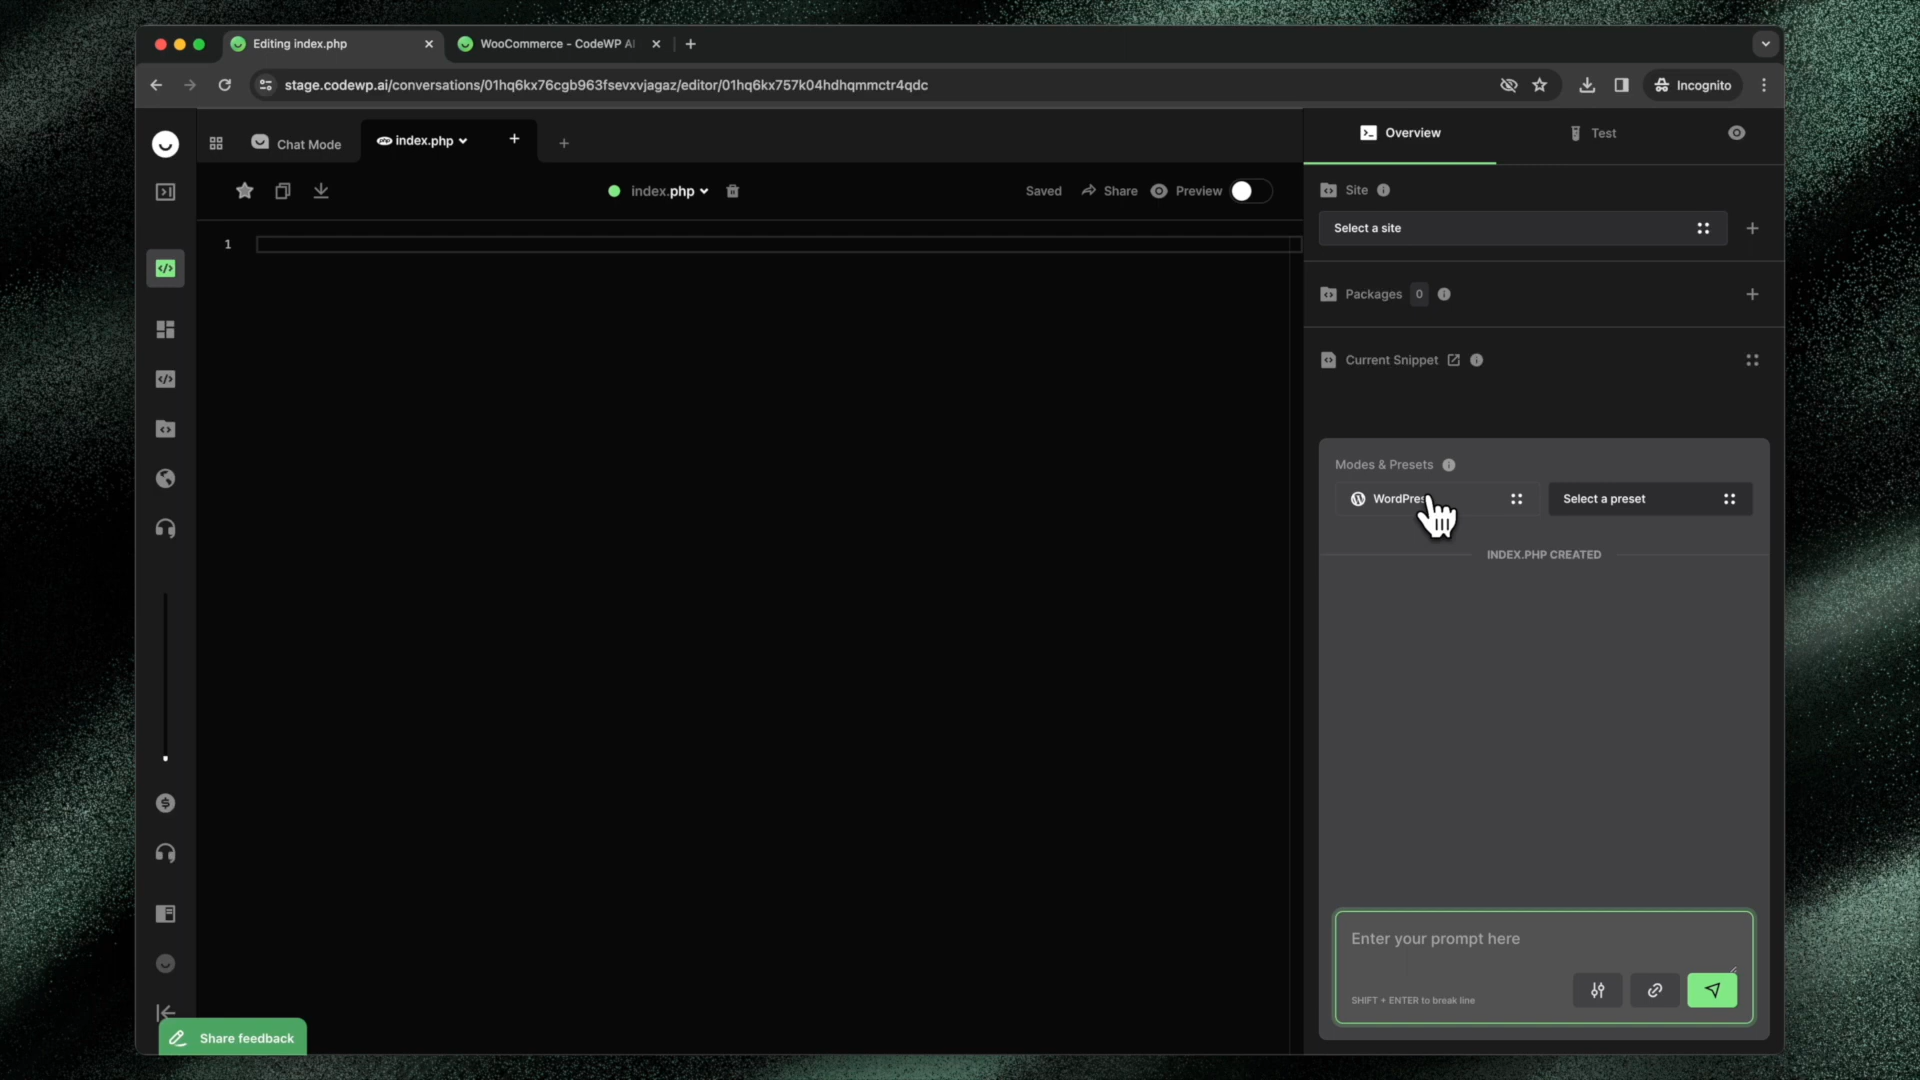 Editing index.php
WooCommerce - CodeWP AI
stage.codewp.ai/conversations/01hq6kx76cgb963fsevxvjagaz/editor/01hq6kx757k04hdhqmmctr4qdc
Incognito
Chat Mode
php index.php
Overview
Test
index.php
Saved
Share
Preview
Site
Select a site
1
Packages 0
Current Snippet
Modes & Presets
WordPres
Select a preset
INDEX.PHP CREATED
Enter your prompt here
SHIFT + ENTER to break line
Share feedback